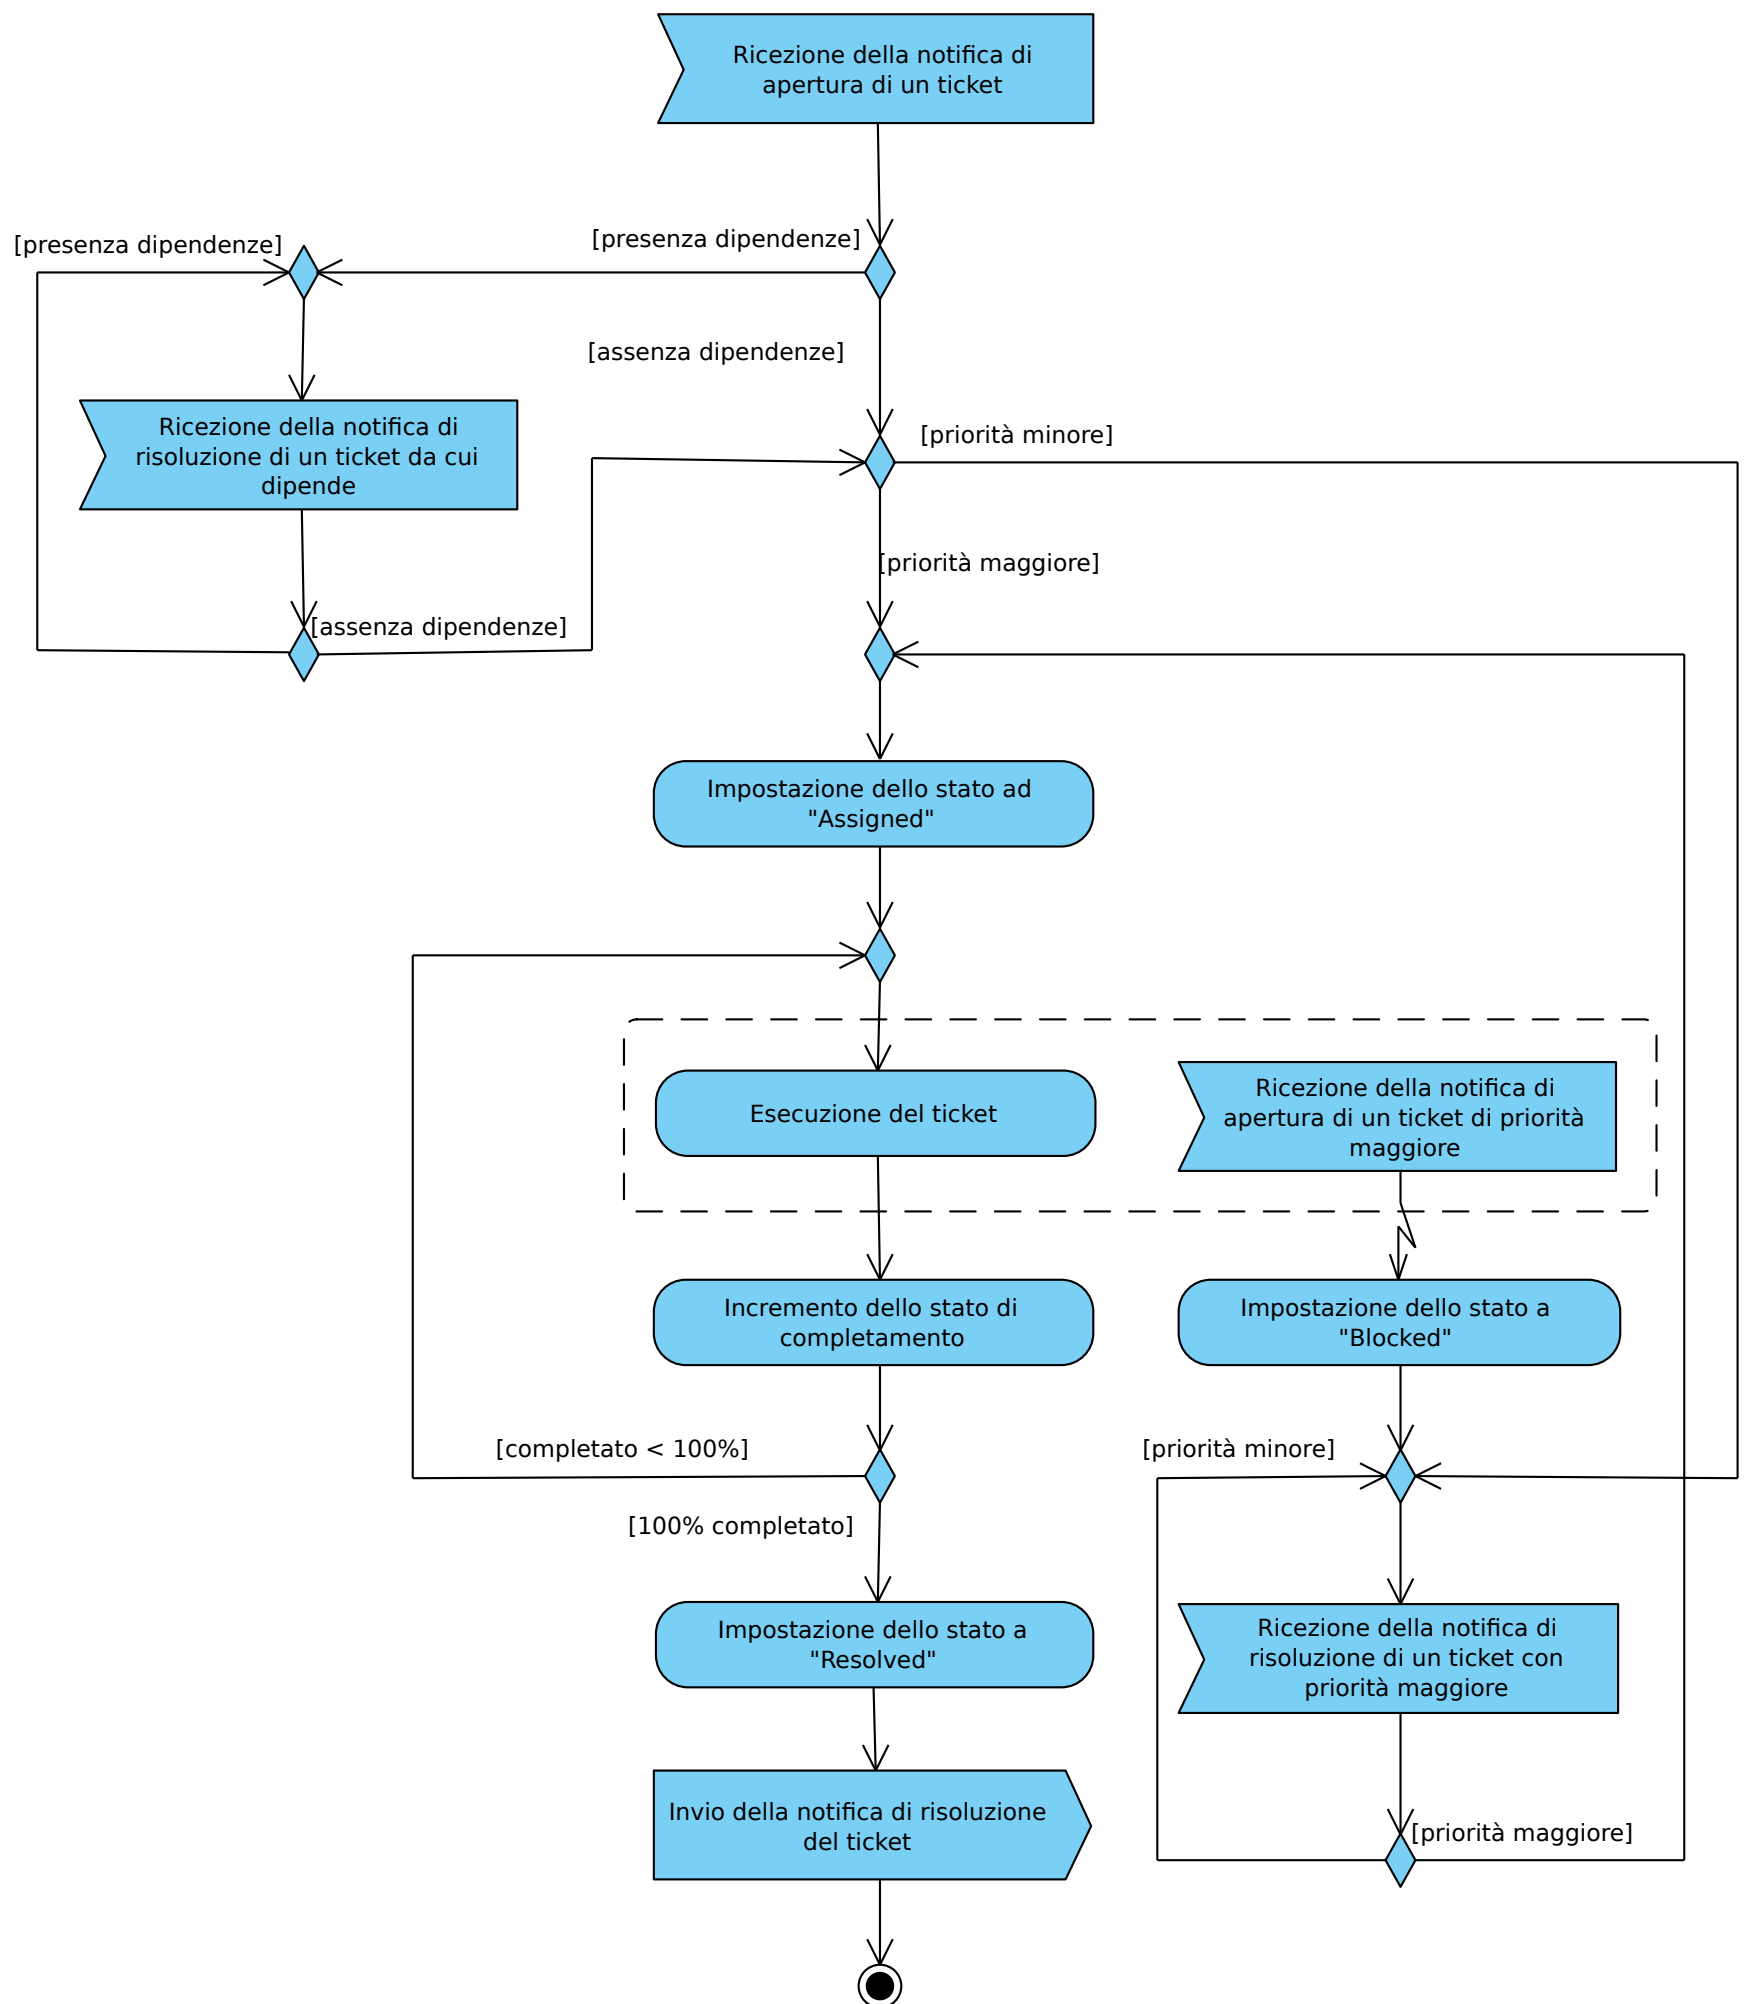 Ricezione della notifica di
apertura di un ticket
[presenza dipendenze]
[presenza dipendenze]
[assenza dipendenze]
Ricezione della notifica di
risoluzione di un ticket da cui
dipende
[priorità minore]
[priorità maggiore]
[assenza dipendenze]
Impostazione dello stato ad
"Assigned"
Esecuzione del ticket
Ricezione della notifica di
apertura di un ticket di priorità
maggiore
Incremento dello stato di
completamento
Impostazione dello stato a
"Blocked"
[completato < 100%]
[priorità minore]
[100% completato]
Impostazione dello stato a
"Resolved"
Ricezione della notifica di
risoluzione di un ticket con
priorità maggiore
Invio della notifica di risoluzione
del ticket
[priorità maggiore]